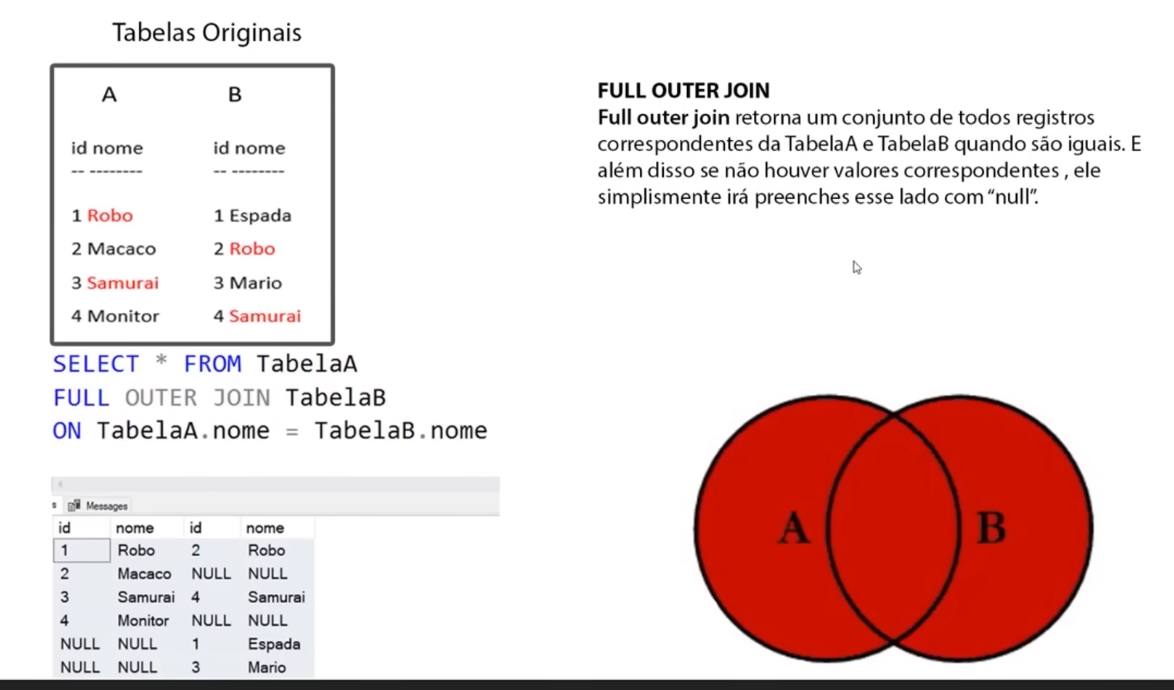 Tabelas Originais
A B
id nome id nome
-- -------- -- --------
1 Robo 1 Espada
2 Macaco 2 Robo
3 Samurai 3 Mario
4 Monitor 4 Samurai
SELECT * FROM TabelaA
FULL OUTER JOIN TabelaB
ON TabelaA.nome = TabelaB.nome
Messages
id nome id nome
1 Robo 2 Robo
2 Macaco NULL NULL
3 Samurai 4 Samurai
4 Monitor NULL NULL
NULL NULL 1 Espada
NULL NULL 3 Mario
FULL OUTER JOIN
Full outer join retorna um conjunto de todos registros
correspondentes da TabelaA e TabelaB quando são iguais. E
além disso se não houver valores correspondentes , ele
simplismente irá preenches esse lado com “null”.
A B